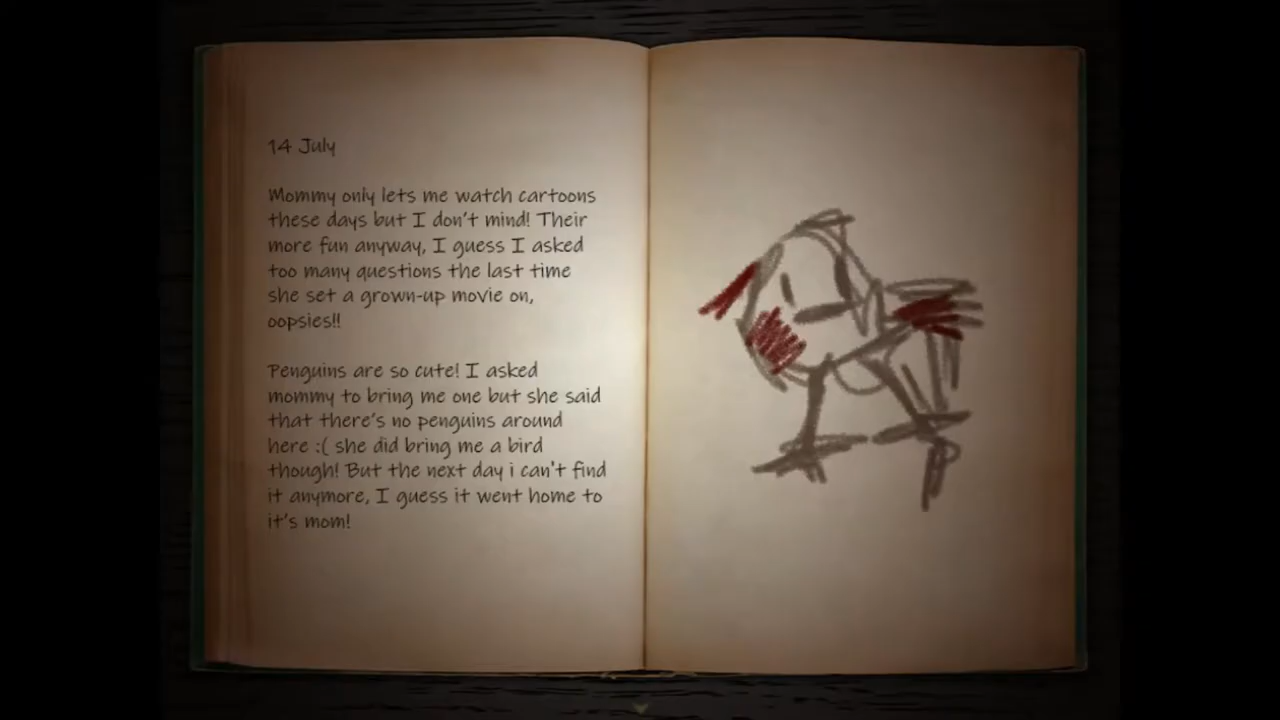 14 July
Mommy only lets me watch cartoons
these days but I don't mind! Their
more fun anyway, I guess I asked
too many questions the last time
she set a grown-up movie on,
oopsies!!
Penguins are so cute! I asked
mommy to bring me one but she said
that there's no penguins around
here :( she did bring me a bird
though! But the next day i can't find
it anymore, I guess it went home to
it's mom!